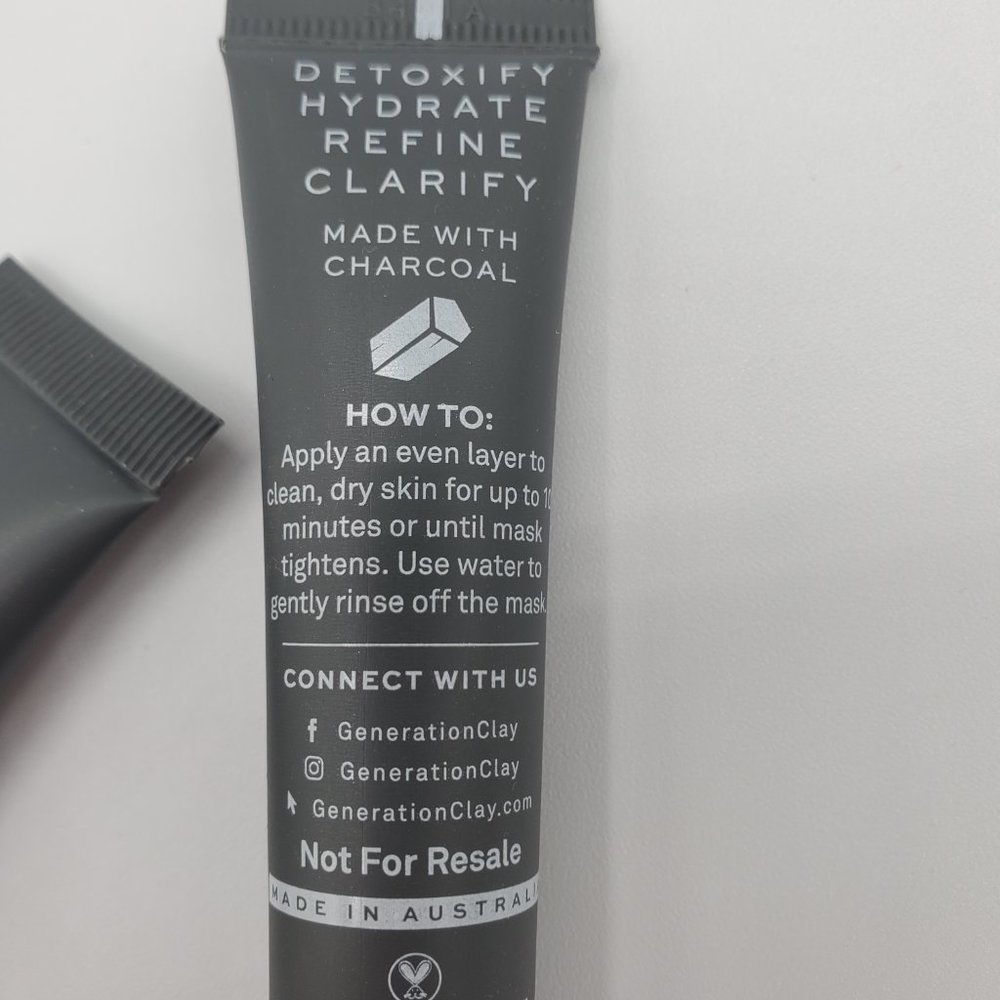 DETOXIFY
HYDRATE
REFINE
CLARIFY
MADE WITH
CHARCOAL
HOW TO:
Apply an even layer to
clean, dry skin for up to 10
minutes or until mask
tightens. Use water to
gently rinse off the mask.
CONNECT WITH US
GenerationClay
GenerationClay
GenerationClay.com
Not For Resale
MADE IN AUSTRALIA